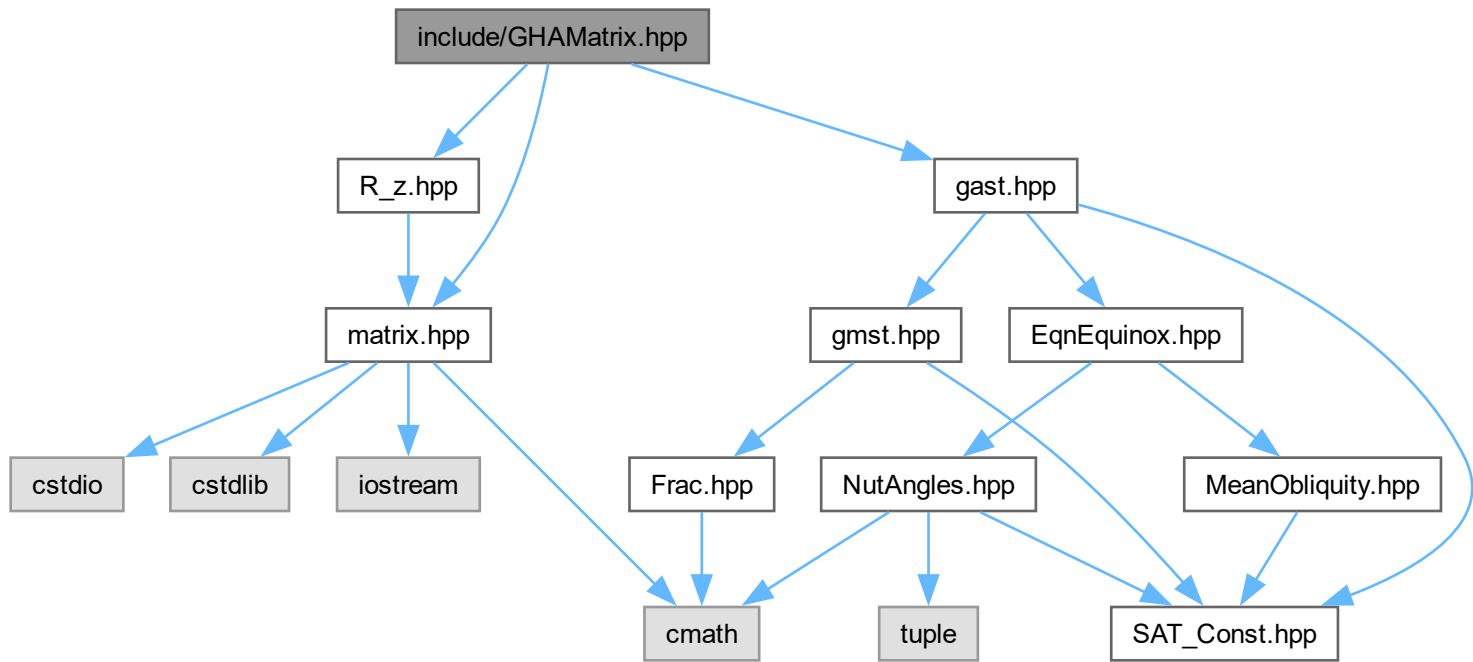 include/GHAMatrix.hpp
R_z.hpp
gast.hpp
matrix.hpp
gmst.hpp
EqnEquinox.hpp
cstdio
cstdlib
iostream
Frac.hpp
NutAngles.hpp
MeanObliquity.hpp
cmath
tuple
SAT_Const.hpp